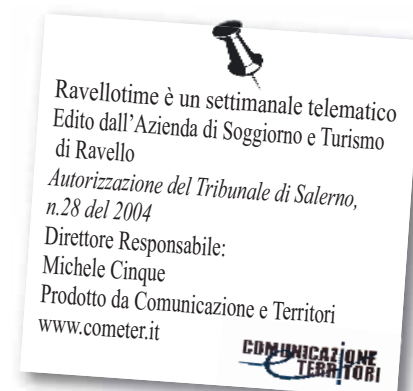 Ravellotime è un settimanale telematico
Edito dall'Azienda di Soggiorno e Turismo
di Ravello
Autorizzazione del Tribunale di Salerno,
n.28 del 2004
Direttore Responsabile:
Michele Cinque
Prodotto da Comunicazione e Territori
www.cometer.it
COMUNICAZIONE
TERRITORI